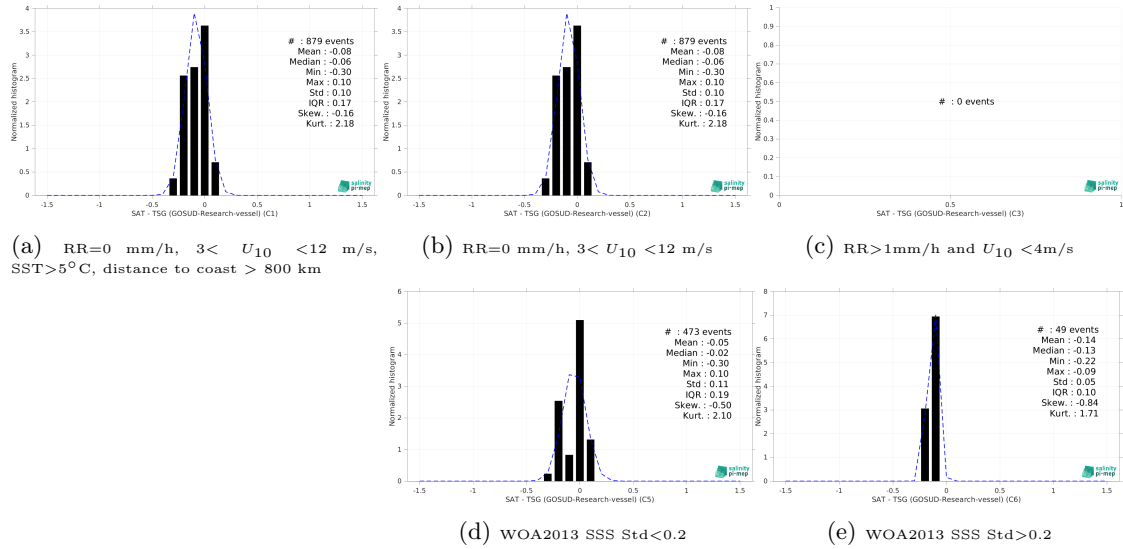 4
3.5
3
2.5
2
1.5
1
0.5
0
Normalized histogram
# : 879 events
Mean : -0.08
Median : -0.06
Min : -0.30
Max : 0.10
Std : 0.10
IQR : 0.17
Skew. : -0.16
Kurt. : 2.18
salinity
pi-mep
-1.5 -1 -0.5 0 0.5 1 1.5
SAT - TSG (GOSUD-Research-vessel) (C1)
(a) RR=0 mm/h, 3< U10 <12 m/s,
SST>5°C, distance to coast > 800 km
4
3.5
3
2.5
2
1.5
1
0.5
0
Normalized histogram
# : 879 events
Mean : -0.08
Median : -0.06
Min : -0.30
Max : 0.10
Std : 0.10
IQR : 0.17
Skew. : -0.16
Kurt. : 2.18
salinity
pi-mep
-1.5 -1 -0.5 0 0.5 1 1.5
SAT - TSG (GOSUD-Research-vessel) (C2)
(b) RR=0 mm/h, 3< U10 <12 m/s
1
0.9
0.8
0.7
0.6
0.5
0.4
0.3
0.2
0.1
0
Normalized histogram
# : 0 events
salinity
pi-mep
0 0.5 1
SAT - TSG (GOSUD-Research-vessel) (C3)
(c) RR>1mm/h and U10 <4m/s
6
5
4
3
2
1
0
Normalized histogram
# : 473 events
Mean : -0.05
Median : -0.02
Min : -0.30
Max : 0.10
Std : 0.11
IQR : 0.19
Skew. : -0.50
Kurt. : 2.10
salinity
pi-mep
-1.5 -1 -0.5 0 0.5 1 1.5
SAT - TSG (GOSUD-Research-vessel) (C5)
(d) WOA2013 SSS Std<0.2
8
7
6
5
4
3
2
1
0
Normalized histogram
# : 49 events
Mean : -0.14
Median : -0.13
Min : -0.22
Max : -0.09
Std : 0.05
IQR : 0.10
Skew. : -0.84
Kurt. : 1.71
salinity
pi-mep
-1.5 -1 -0.5 0 0.5 1 1.5
SAT - TSG (GOSUD-Research-vessel) (C6)
(e) WOA2013 SSS Std>0.2